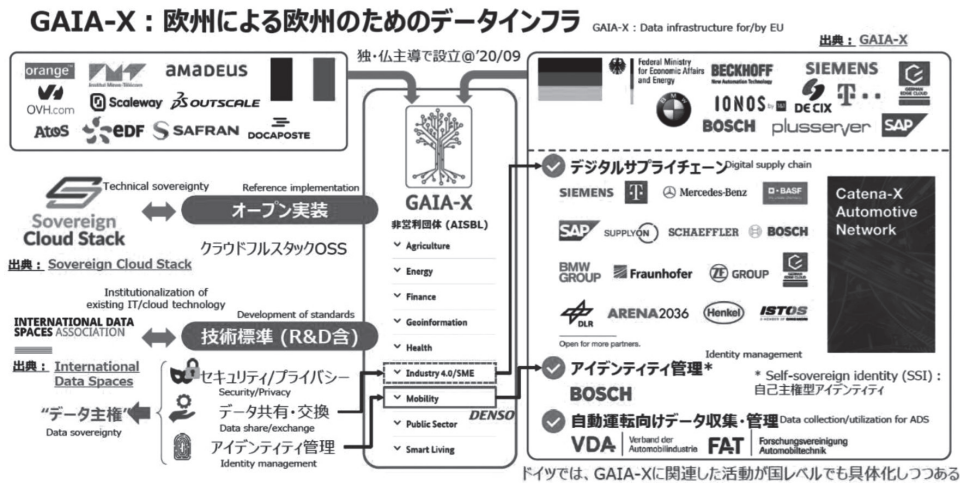 GAIA-X：欧州による欧州のためのデータインフラ
GAIA-X : Data infrastructure for/by EU
独・仏主導で設立@'20/09
出典： GAIA-X
orange
Institut Mines-Télécom
amadeus
OVH.com
Scaleway
3DS OUTSCALE
Atos
eDF
SAFRAN
DOCAPOSTE
Federal Ministry
for Economic Affairs
and Energy
BECKHOFF
New Automation Technology
SIEMENS
GERMAN
EDGE CLOUD
BMW
IONOS
DE CIX
T
BOSCH
plusserver
SAP
GAIA-X
非営利団体 (AISBL)
Agriculture
Energy
Finance
Geoinformation
Health
Industry 4.0/SME
Mobility
DENSO
Public Sector
Smart Living
Sovereign
Cloud Stack
Technical sovereignty
Reference implementation
オープン実装
クラウドフルスタックOSS
出典： Sovereign Cloud Stack
Institutionalization of
existing IT/cloud technology
INTERNATIONAL DATA
SPACES ASSOCIATION
Development of standards
技術標準 (R&D含)
出典： International
Data Spaces
"データ主権"
Data sovereignty
セキュリティ/プライバシー
Security/Privacy
データ共有・交換
Data share/exchange
アイデンティティ管理
Identity management
デジタルサプライチェーン
Digital supply chain
SIEMENS
T
Mercedes-Benz
BASF
SAP
SUPPLYON
SCHAEFFLER
BOSCH
BMW
GROUP
Fraunhofer
ZF GROUP
GERMAN
EDGE CLOUD
DLR
ARENA2036
Henkel
ISTOS
Open for more partners.
Catena-X
Automotive
Network
アイデンティティ管理*
Identity management
BOSCH
* Self-sovereign identity (SSI)：
自己主権型アイデンティティ
自動運転向けデータ収集・管理
Data collection/utilization for ADS
VDA
Verband der
Automobilindustrie
FAT
Forschungsvereinigung
Automobiltechnik
ドイツでは、GAIA-Xに関連した活動が国レベルでも具体化しつつある